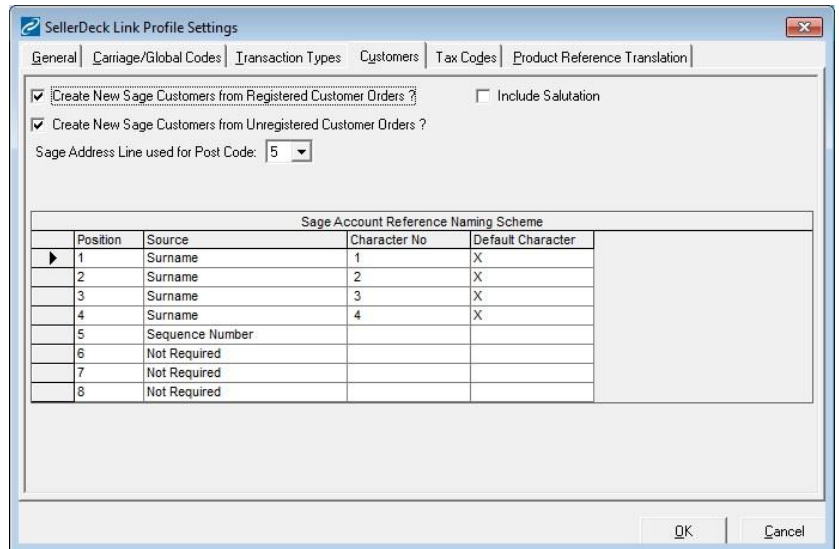 SellerDeck Link Profile Settings
General Carriage/Global Codes Transaction Types Customers Tax Codes Product Reference Translation
Create New Sage Customers from Registered Customer Orders ? Include Salutation
Create New Sage Customers from Unregistered Customer Orders ?
Sage Address Line used for Post Code: 5
Sage Account Reference Naming Scheme
Position Source Character No Default Character
1 Surname 1 X
2 Surname 2 X
3 Surname 3 X
4 Surname 4 X
5 Sequence Number
6 Not Required
7 Not Required
8 Not Required
OK Cancel